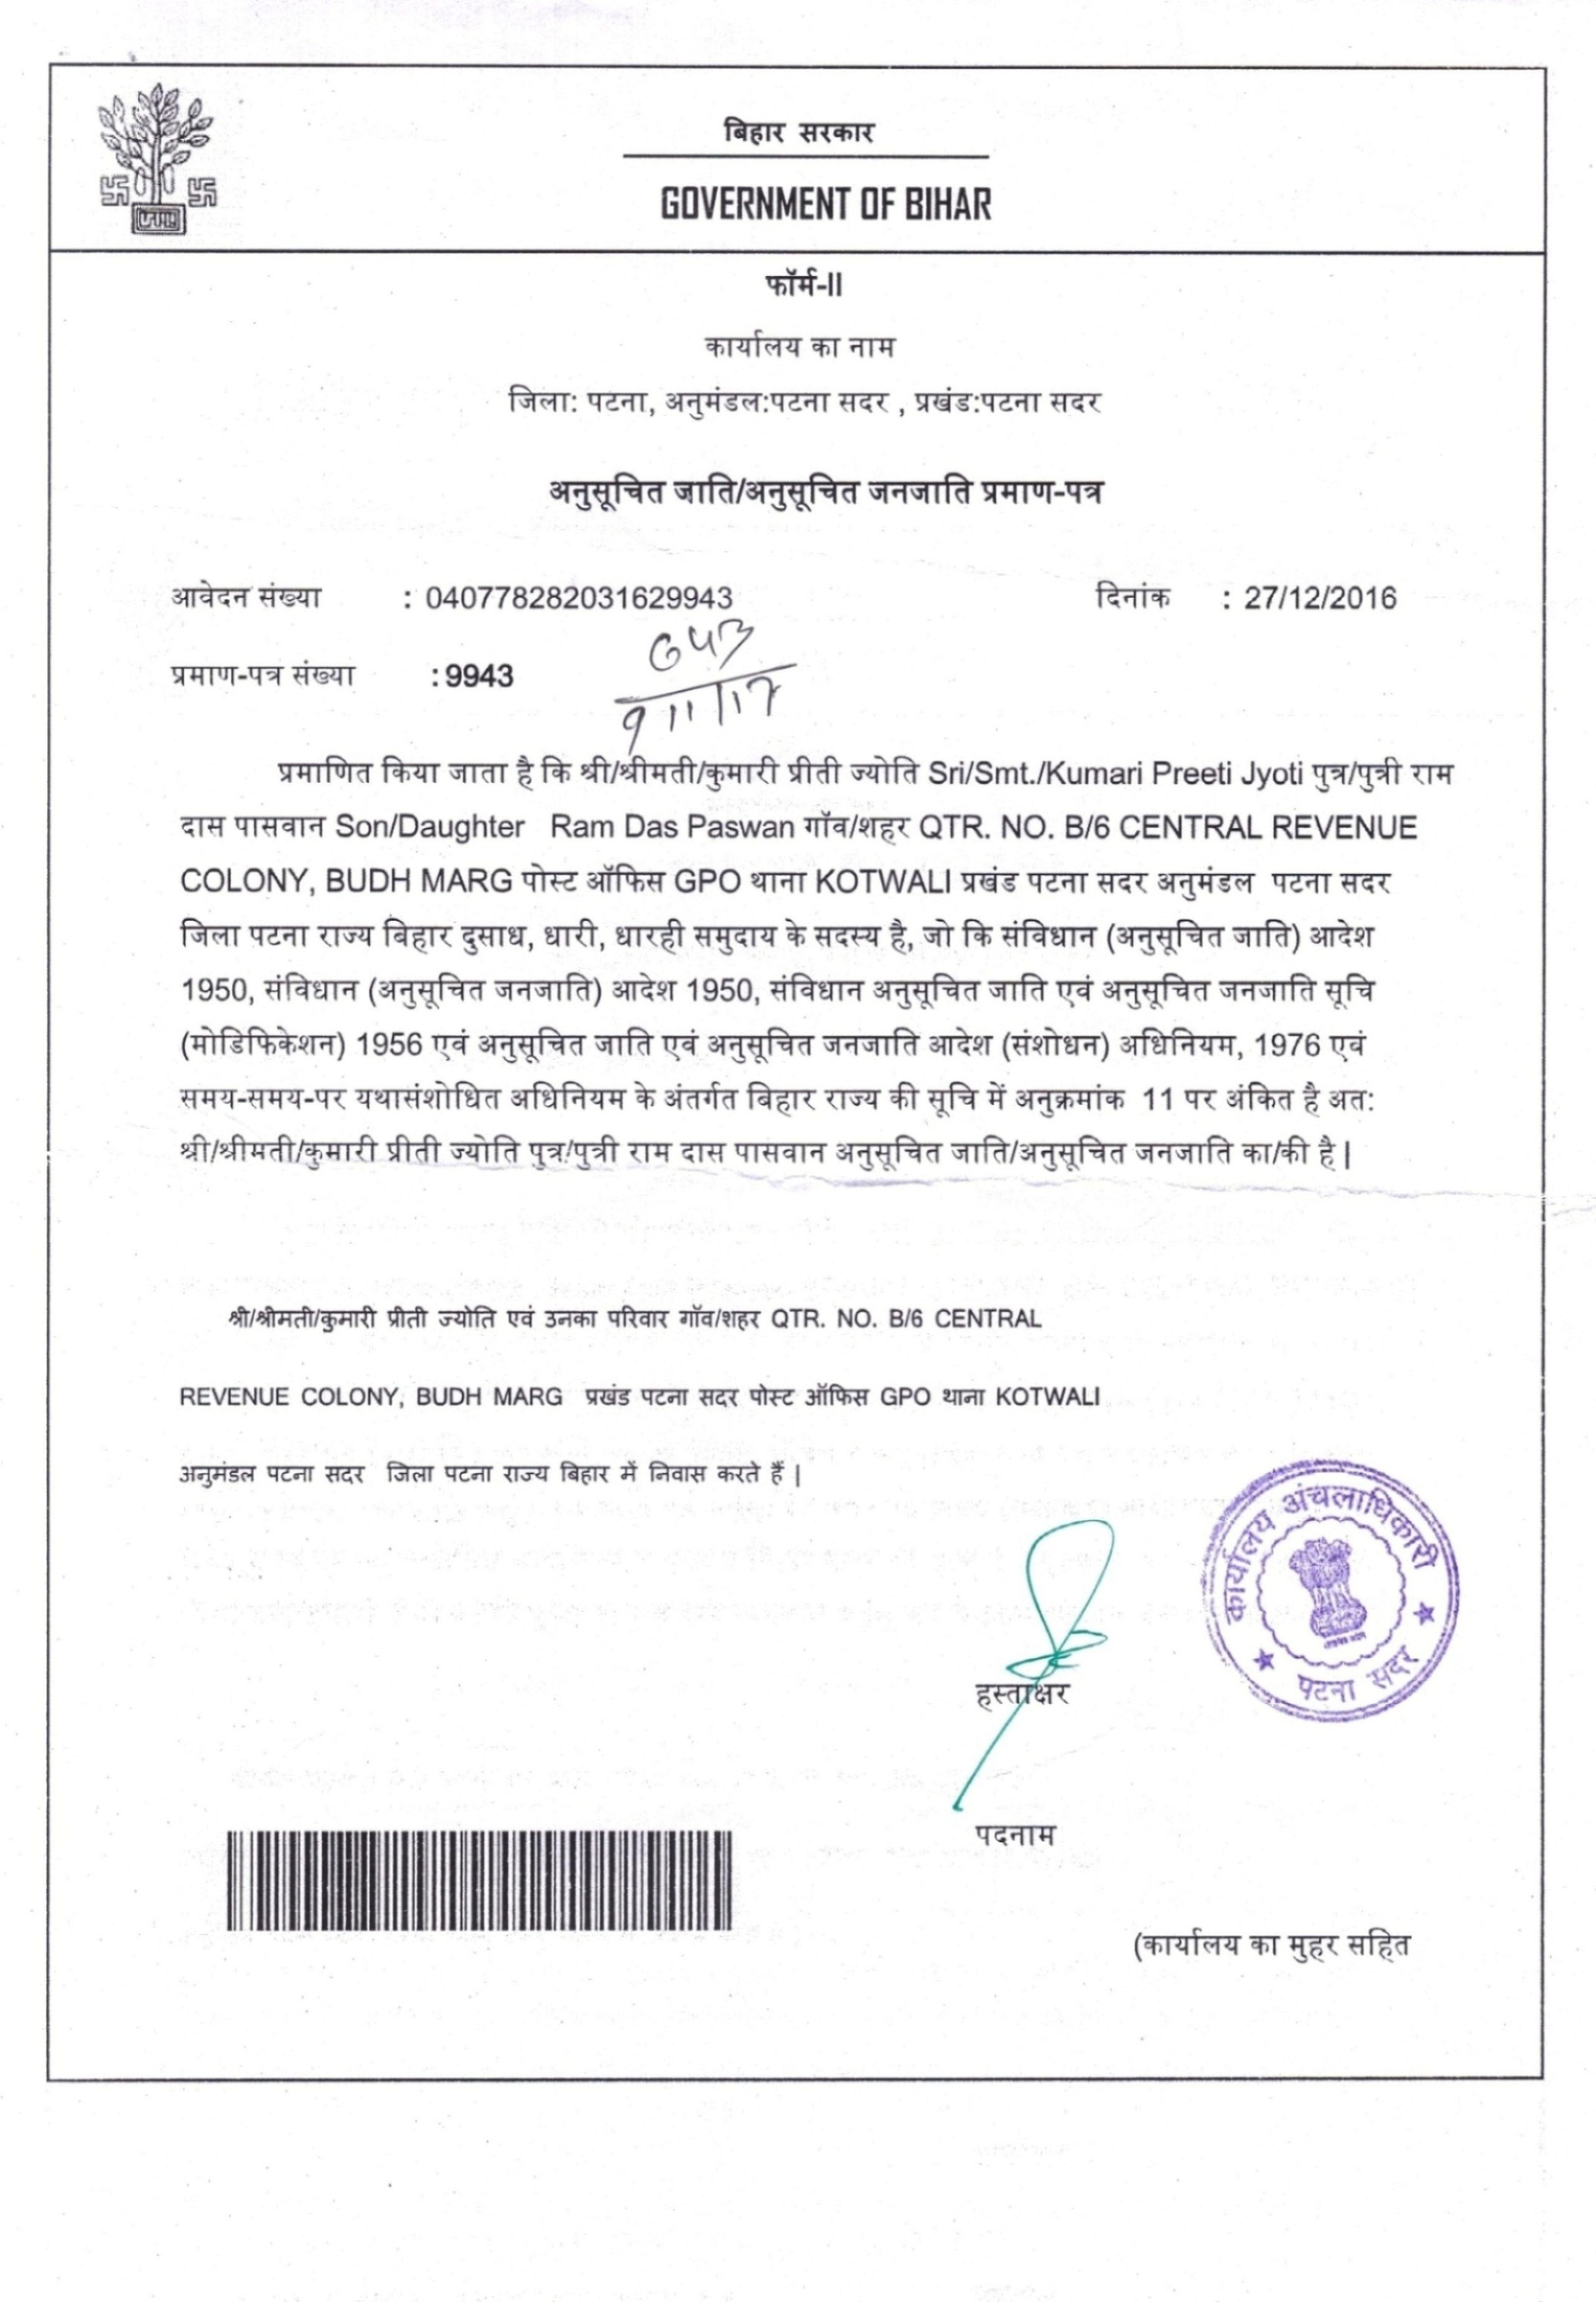 बिहार सरकार
GOVERNMENT OF BIHAR
फॉर्म-II
कार्यालय का नाम
जिला: पटना, अनुमंडल:पटना सदर , प्रखंड:पटना सदर
अनुसूचित जाति/अनुसूचित जनजाति प्रमाण-पत्र
आवेदन संख्या : 040778282031629943 दिनांक : 27/12/2016
प्रमाण-पत्र संख्या : 9943
643
9/1/17
प्रमाणित किया जाता है कि श्री/श्रीमती/कुमारी प्रीती ज्योति Sri/Smt./Kumari Preeti Jyoti पुत्र/पुत्री राम
दास पासवान Son/Daughter Ram Das Paswan गॉव/शहर QTR. NO. B/6 CENTRAL REVENUE
COLONY, BUDH MARG पोस्ट ऑफिस GPO थाना KOTWALI प्रखंड पटना सदर अनुमंडल पटना सदर
जिला पटना राज्य बिहार दुसाध, धारी, धारही समुदाय के सदस्य है, जो कि संविधान (अनुसूचित जाति) आदेश
1950, संविधान (अनुसूचित जनजाति) आदेश 1950, संविधान अनुसूचित जाति एवं अनुसूचित जनजाति सूचि
(मोडिफिकेशन) 1956 एवं अनुसूचित जाति एवं अनुसूचित जनजाति आदेश (संशोधन) अधिनियम, 1976 एवं
समय-समय-पर यथासंशोधित अधिनियम के अंतर्गत बिहार राज्य की सूचि में अनुक्रमांक 11 पर अंकित है अत:
श्री/श्रीमती/कुमारी प्रीती ज्योति पुत्र/पुत्री राम दास पासवान अनुसूचित जाति/अनुसूचित जनजाति का/की है |
श्री/श्रीमती/कुमारी प्रीती ज्योति एवं उनका परिवार गॉव/शहर QTR. NO. B/6 CENTRAL
REVENUE COLONY, BUDH MARG प्रखंड पटना सदर पोस्ट ऑफिस GPO थाना KOTWALI
अनुमंडल पटना सदर जिला पटना राज्य बिहार में निवास करते हैं |
कार्यालय अंचलाधिकारी
पटना सदर
हस्ताक्षर
पदनाम
(कार्यालय का मुहर सहित